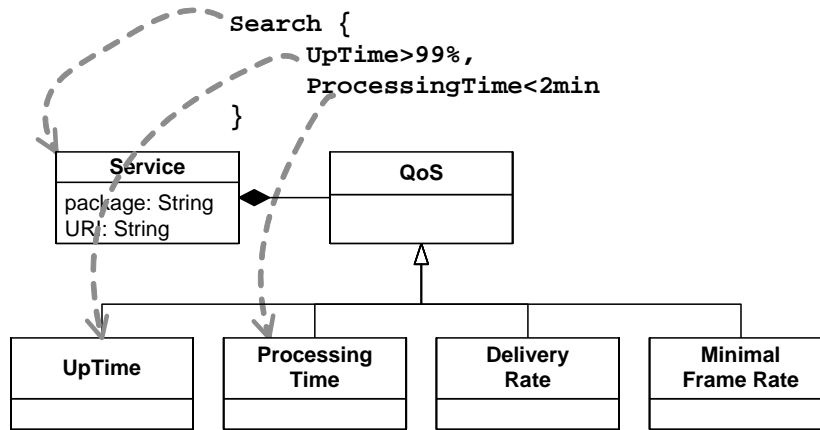 Search {
UpTime>99%,
ProcessingTime<2min
}
Service
package: String
URI: String
QoS
UpTime
Processing
Time
Delivery
Rate
Minimal
Frame Rate